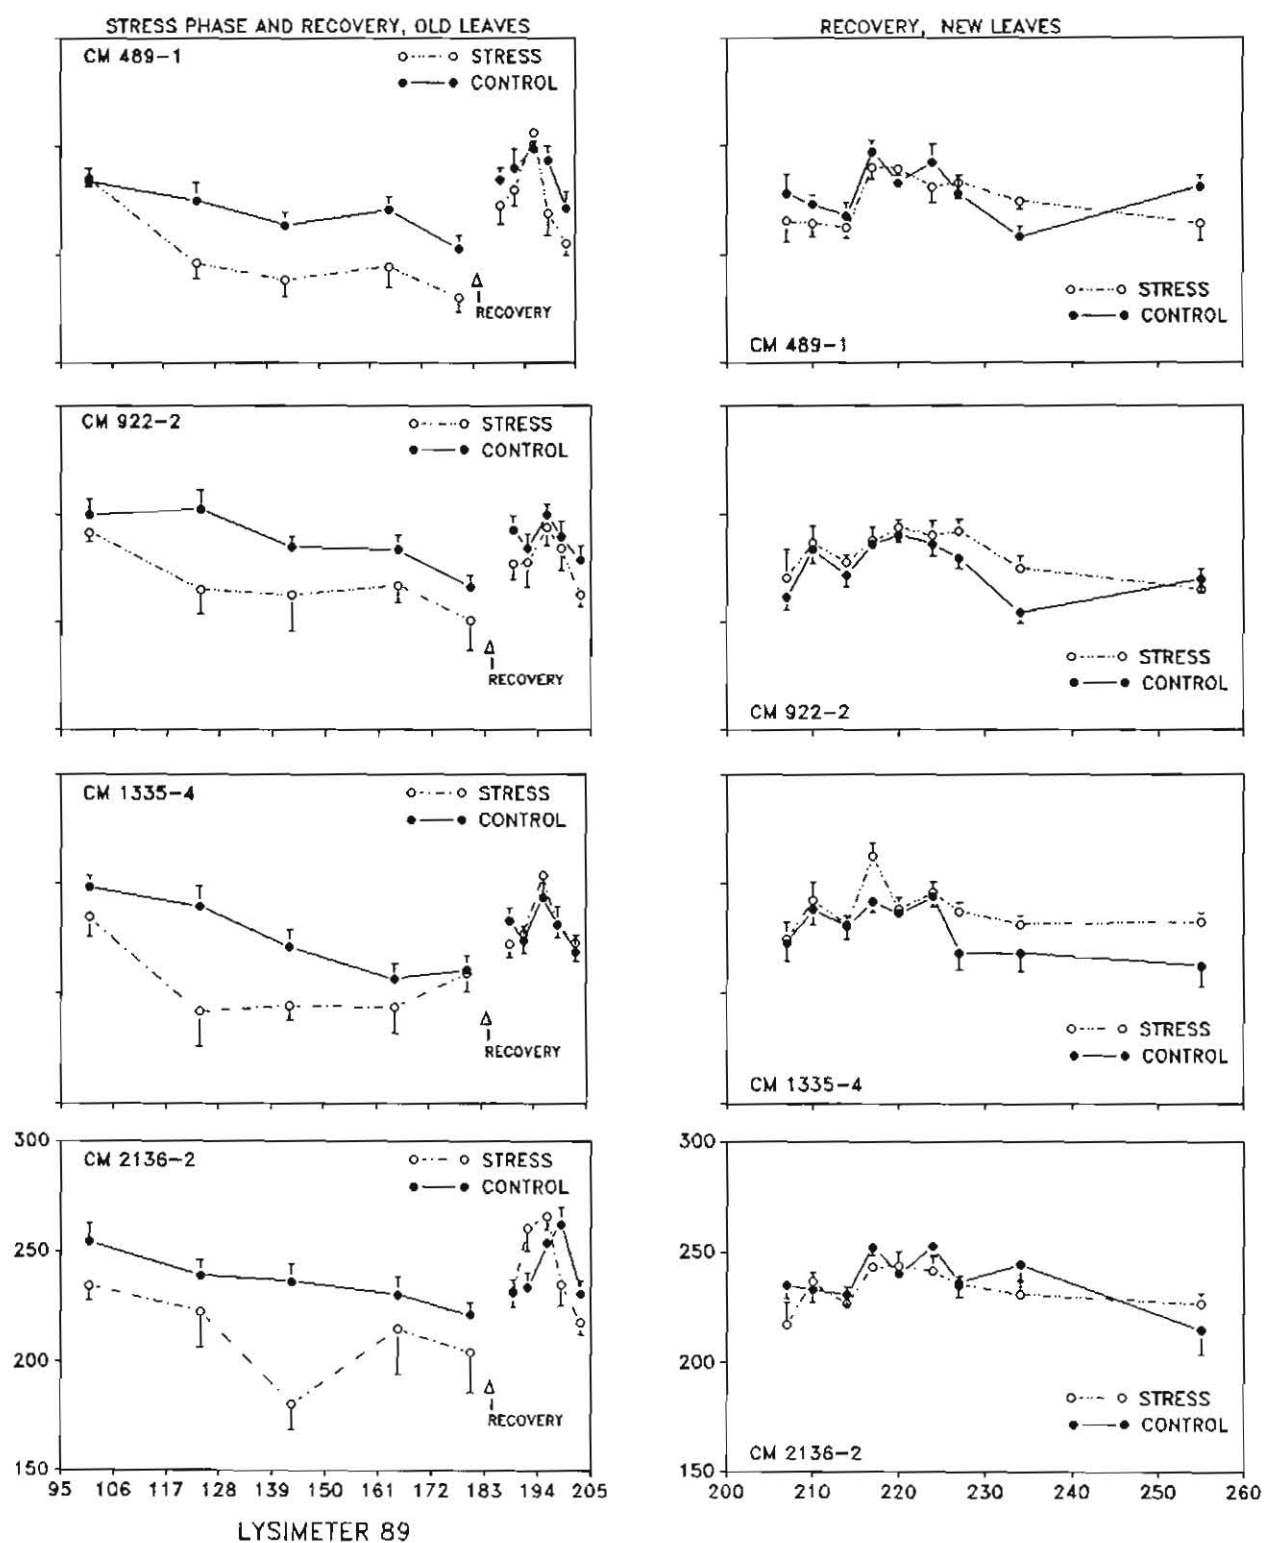 STRESS PHASE AND RECOVERY, OLD LEAVES
RECOVERY, NEW LEAVES
CM 489-1
STRESS
CONTROL
RECOVERY
STRESS
CONTROL
CM 489-1
CM 922-2
STRESS
CONTROL
RECOVERY
STRESS
CONTROL
CM 922-2
CM 1335-4
STRESS
CONTROL
RECOVERY
STRESS
CONTROL
CM 1335-4
300
250
200
150
CM 2136-2
STRESS
CONTROL
RECOVERY
95 106 117 128 139 150 161 172 183 194 205
LYSIMETER 89
300
250
200
150
STRESS
CONTROL
CM 2136-2
200 210 220 230 240 250 260